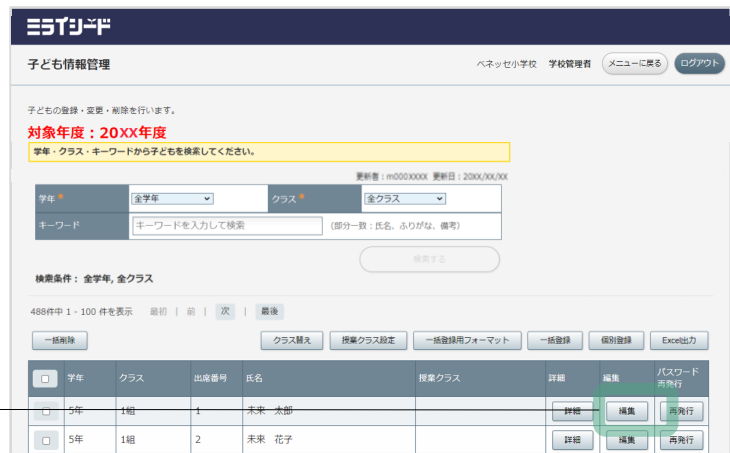 ミライシード
子ども情報管理 ベネッセ小学校 学校管理者 メニューに戻る ログアウト
子どもの登録・変更・削除を行います。
対象年度：20XX年度
学年・クラス・キーワードから子どもを検索してください。
更新者：m000XXXX 更新日：20XX/XX/XX
学年* 全学年 クラス* 全クラス
キーワード キーワードを入力して検索 (部分一致：氏名、ふりがな、備考)
検索する
検索条件： 全学年, 全クラス
488件中 1 - 100 件を表示 最初 | 前 | 次 | 最後
一括削除 クラス替え 授業クラス設定 一括登録用フォーマット 一括登録 個別登録 Excel出力
学年 クラス 出席番号 氏名 授業クラス 詳細 編集 パスワード再発行
5年 1組 1 未来 太郎 詳細 編集 再発行
5年 1組 2 未来 花子 詳細 編集 再発行